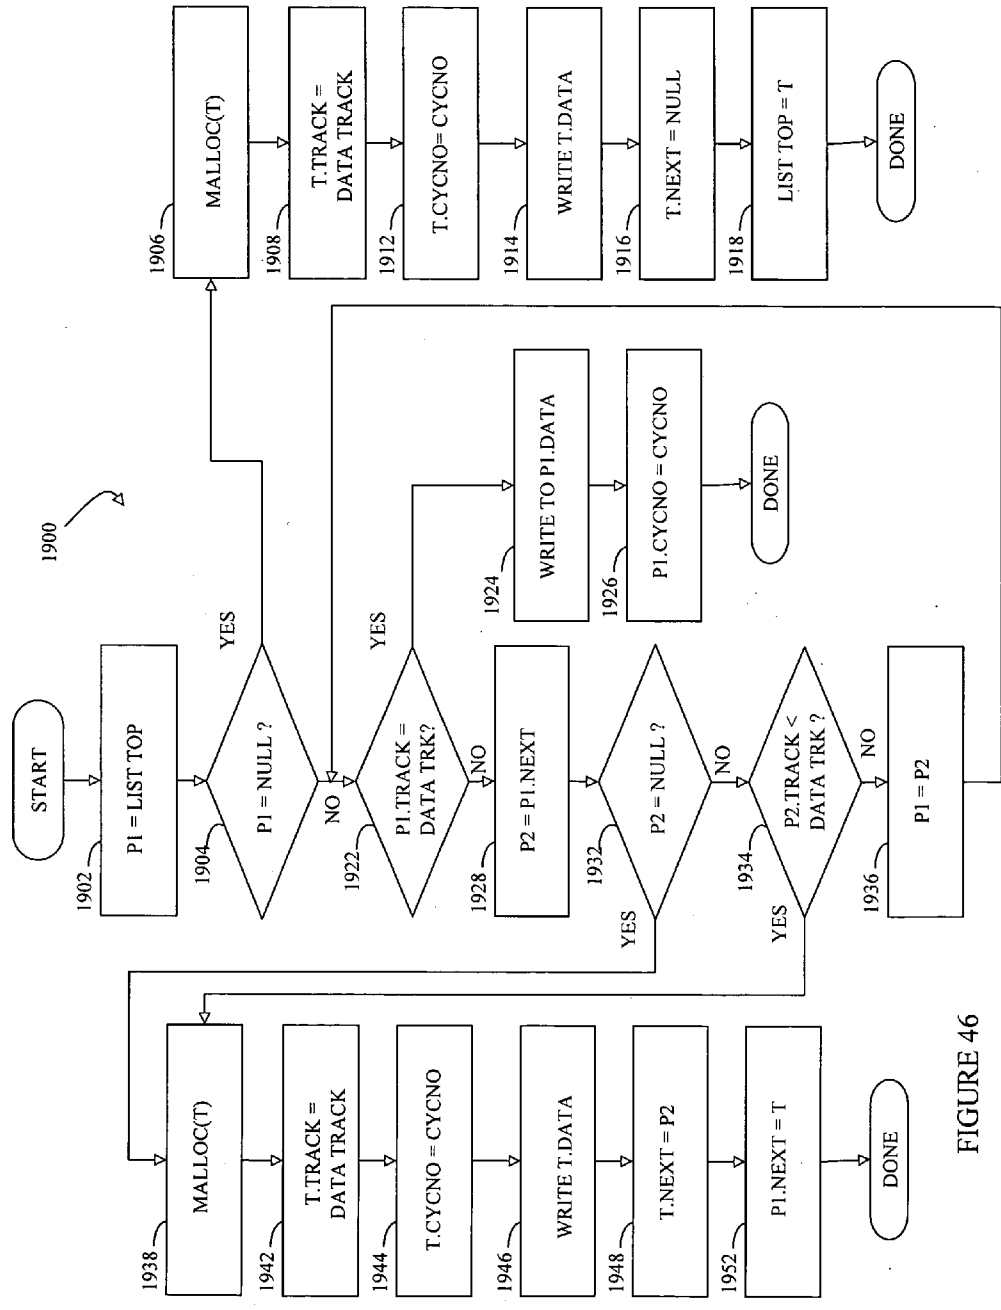 1900
START
1902
P1 = LIST TOP
1904
P1 = NULL ?
YES
NO
1906
MALLOC(T)
1908
T.TRACK =
DATA TRACK
1912
T.CYCNO= CYCNO
1914
WRITE T.DATA
1916
T.NEXT = NULL
1918
LIST TOP = T
DONE
1922
P1.TRACK =
DATA TRK?
YES
NO
1924
WRITE TO P1.DATA
1926
P1.CYCNO = CYCNO
DONE
1928
P2 = P1.NEXT
1932
P2 = NULL ?
YES
NO
1934
P2.TRACK <
DATA TRK ?
YES
NO
1936
P1 = P2
1938
MALLOC(T)
1942
T.TRACK =
DATA TRACK
1944
T.CYCNO = CYCNO
1946
WRITE T.DATA
1948
T.NEXT = P2
1952
P1.NEXT = T
DONE
FIGURE 46